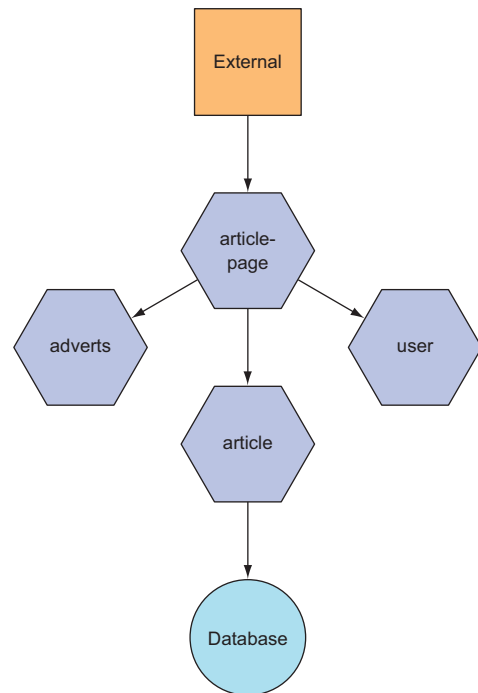 External
article-
page
adverts
user
article
Database